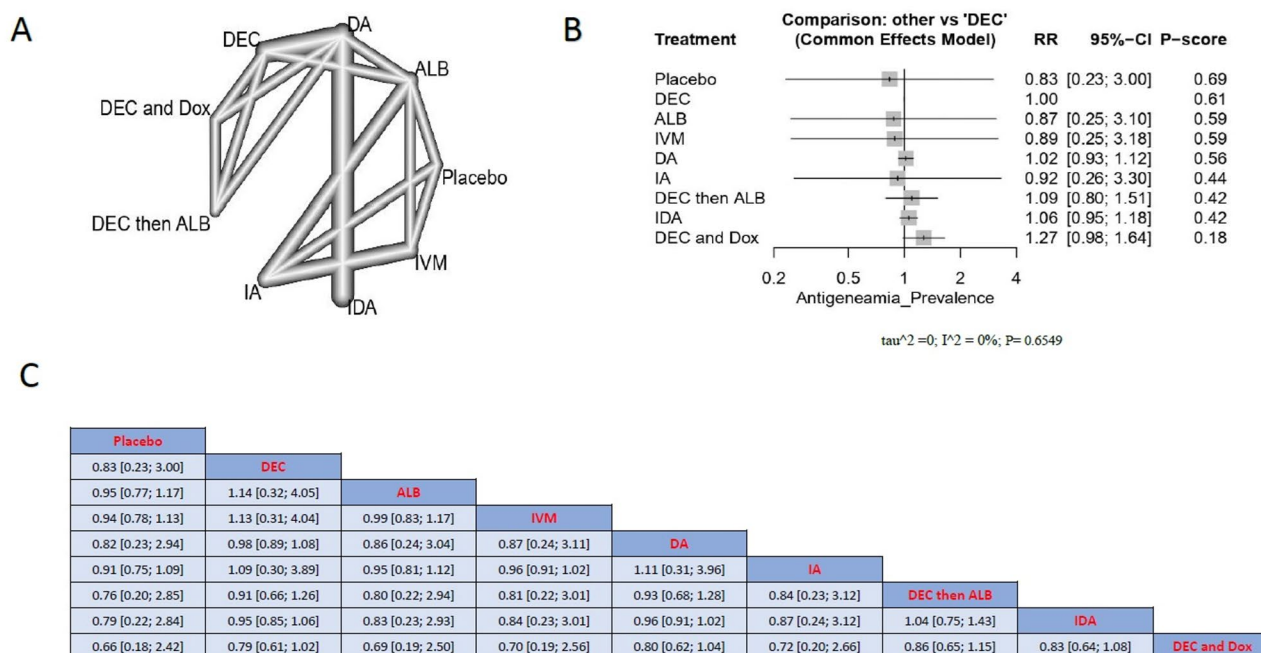 A
DA
DEC
ALB
DEC and Dox
Placebo
DEC then ALB
IVM
IA
IDA
B
Comparison: other vs 'DEC'
Treatment (Common Effects Model) RR 95%−CI P−score
Placebo 0.83 [0.23; 3.00] 0.69
DEC 1.00 0.61
ALB 0.87 [0.25; 3.10] 0.59
IVM 0.89 [0.25; 3.18] 0.59
DA 1.02 [0.93; 1.12] 0.56
IA 0.92 [0.26; 3.30] 0.44
DEC then ALB 1.09 [0.80; 1.51] 0.42
IDA 1.06 [0.95; 1.18] 0.42
DEC and Dox 1.27 [0.98; 1.64] 0.18
0.2 0.5 1 2 4
Antigeneamia_Prevalence
tau^2 =0; I^2 = 0%; P= 0.6549
C
Placebo
0.83 [0.23; 3.00] DEC
0.95 [0.77; 1.17] 1.14 [0.32; 4.05] ALB
0.94 [0.78; 1.13] 1.13 [0.31; 4.04] 0.99 [0.83; 1.17] IVM
0.82 [0.23; 2.94] 0.98 [0.89; 1.08] 0.86 [0.24; 3.04] 0.87 [0.24; 3.11] DA
0.91 [0.75; 1.09] 1.09 [0.30; 3.89] 0.95 [0.81; 1.12] 0.96 [0.91; 1.02] 1.11 [0.31; 3.96] IA
0.76 [0.20; 2.85] 0.91 [0.66; 1.26] 0.80 [0.22; 2.94] 0.81 [0.22; 3.01] 0.93 [0.68; 1.28] 0.84 [0.23; 3.12] DEC then ALB
0.79 [0.22; 2.84] 0.95 [0.85; 1.06] 0.83 [0.23; 2.93] 0.84 [0.23; 3.01] 0.96 [0.91; 1.02] 0.87 [0.24; 3.12] 1.04 [0.75; 1.43] IDA
0.66 [0.18; 2.42] 0.79 [0.61; 1.02] 0.69 [0.19; 2.50] 0.70 [0.19; 2.56] 0.80 [0.62; 1.04] 0.72 [0.20; 2.66] 0.86 [0.65; 1.15] 0.83 [0.64; 1.08] DEC and Dox